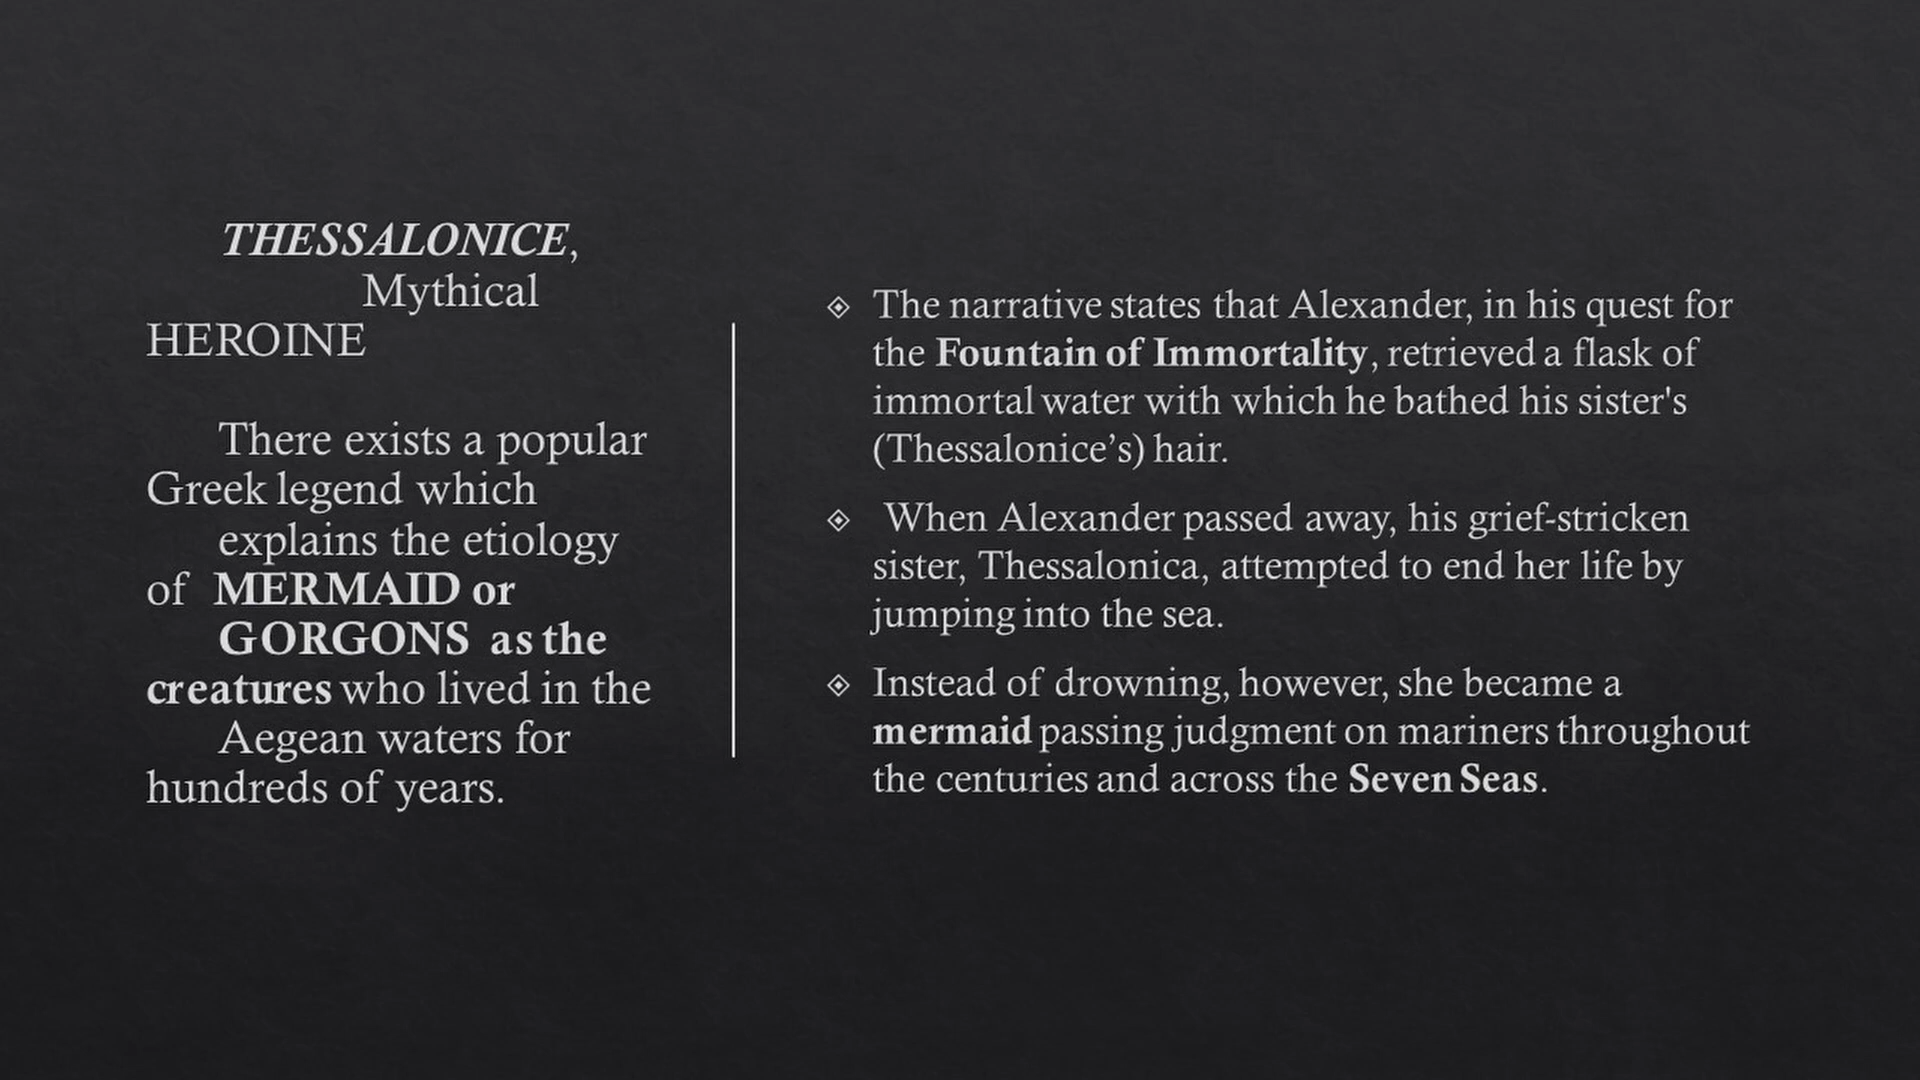 THESSALONICE,
Mythical
HEROINE
There exists a popular
Greek legend which
explains the etiology
of MERMAID or
GORGONS as the
creatures who lived in the
Aegean waters for
hundreds of years.
The narrative states that Alexander, in his quest for
the Fountain of Immortality, retrieved a flask of
immortal water with which he bathed his sister's
(Thessalonice’s) hair.
When Alexander passed away, his grief-stricken
sister, Thessalonica, attempted to end her life by
jumping into the sea.
Instead of drowning, however, she became a
mermaid passing judgment on mariners throughout
the centuries and across the Seven Seas.